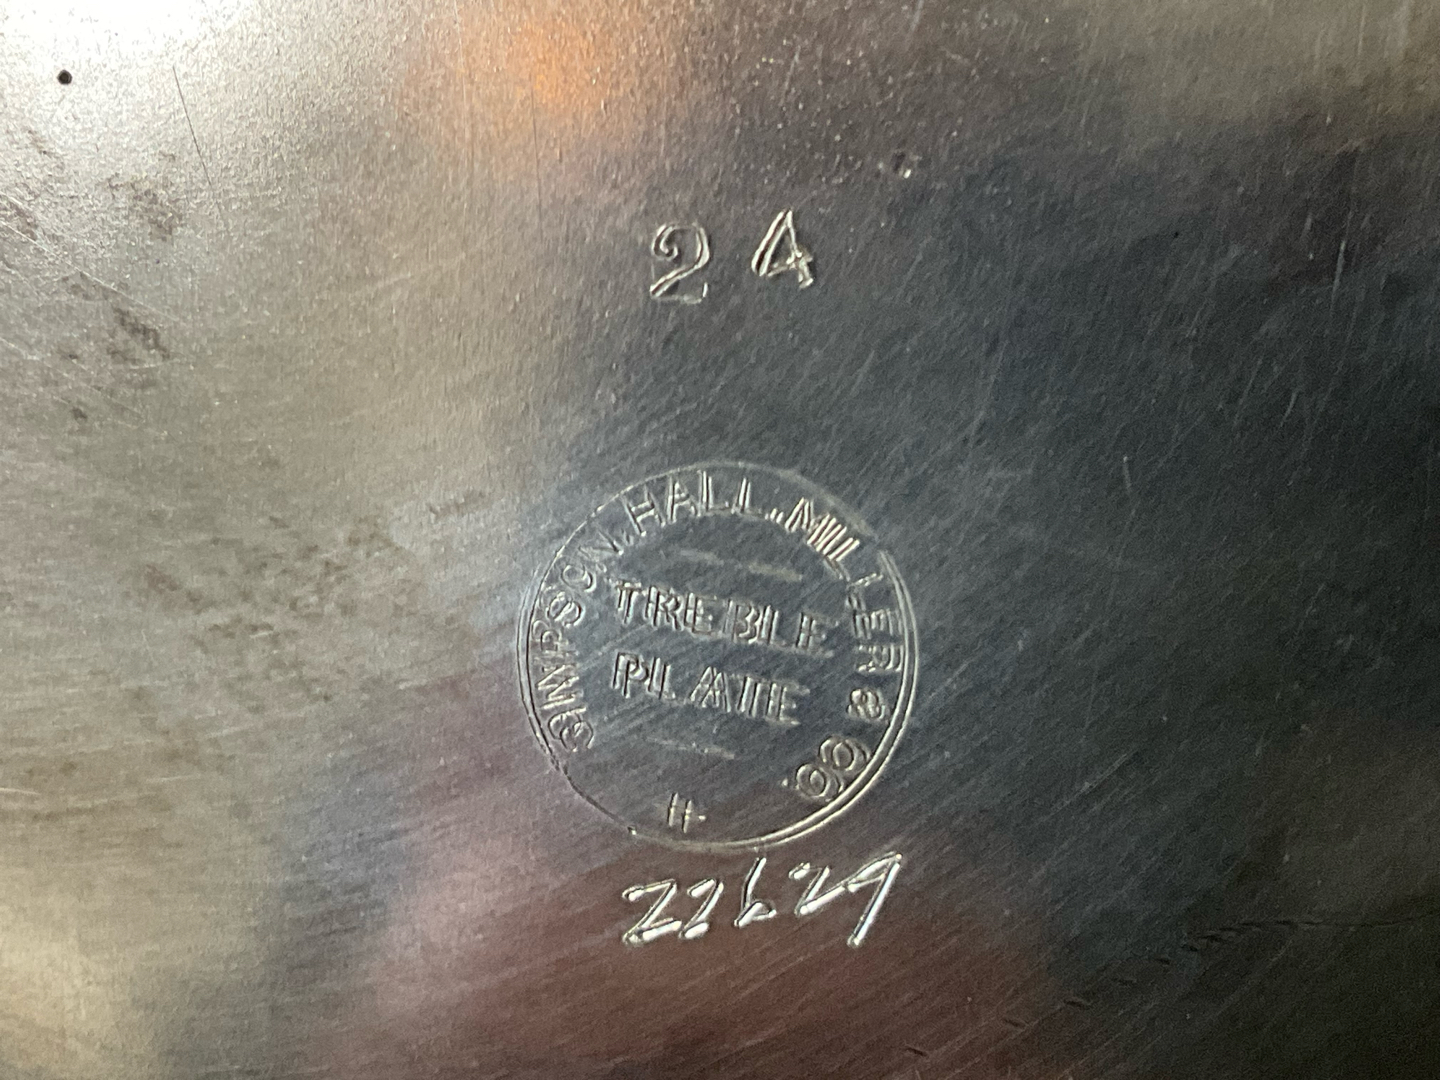 24
SIMPSON, HALL, MILLER & CO.
TREBLE
PLATE
22629